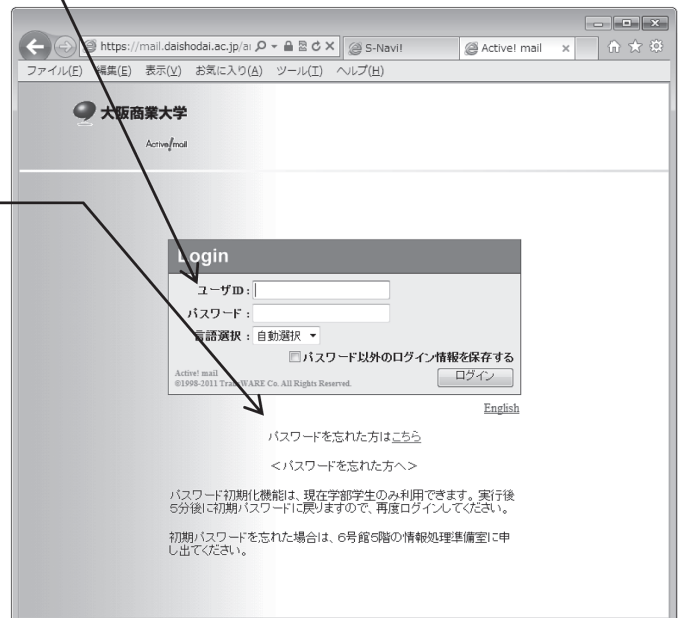 https://mail.daishodai.ac.jp/a
S-Navi!
Active! mail
ファイル(F) 編集(E) 表示(V) お気に入り(A) ツール(T) ヘルプ(H)
大阪商業大学
Active! mail
Login
ユーザID:
パスワード:
言語選択: 自動選択
パスワード以外のログイン情報を保存する
Active! mail
©1998-2011 TransWARE Co. All Rights Reserved.
ログイン
English
パスワードを忘れた方はこちら
<パスワードを忘れた方へ>
パスワード初期化機能は、現在学部学生のみ利用できます。実行後
5分後に初期パスワードに戻りますので、再度ログインしてください。
初期パスワードを忘れた場合は、6号館5階の情報処理準備室に申
し出てください。